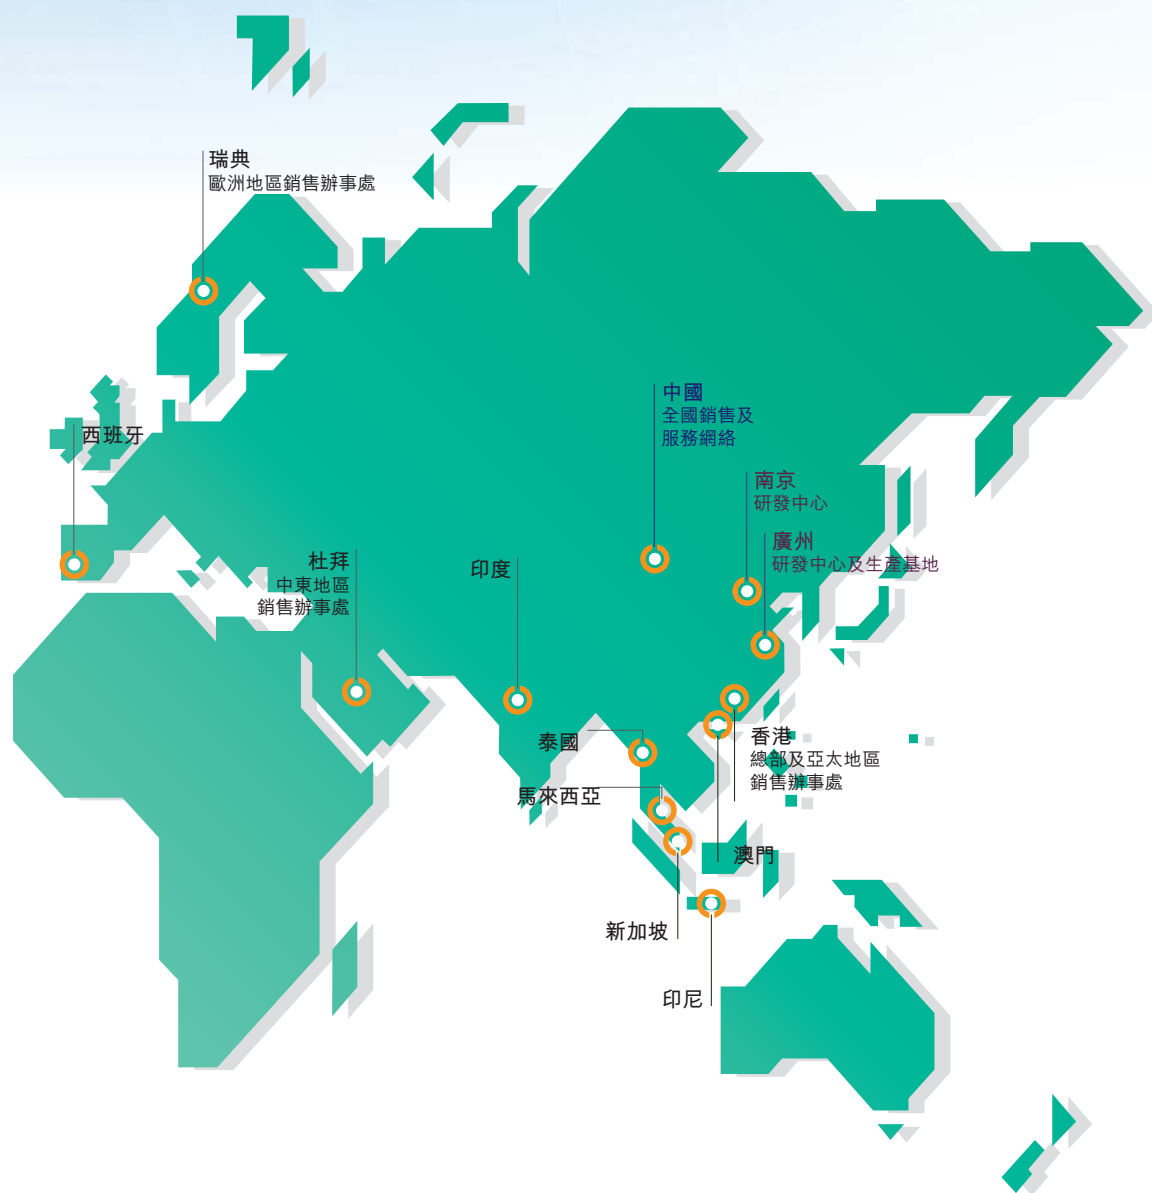 瑞典
歐洲地區銷售辦事處
中國
全國銷售及
服務網絡
西班牙
南京
研發中心
廣州
研發中心及生產基地
杜拜
中東地區
銷售辦事處
印度
泰國
香港
總部及亞太地區
銷售辦事處
馬來西亞
澳門
新加坡
印尼